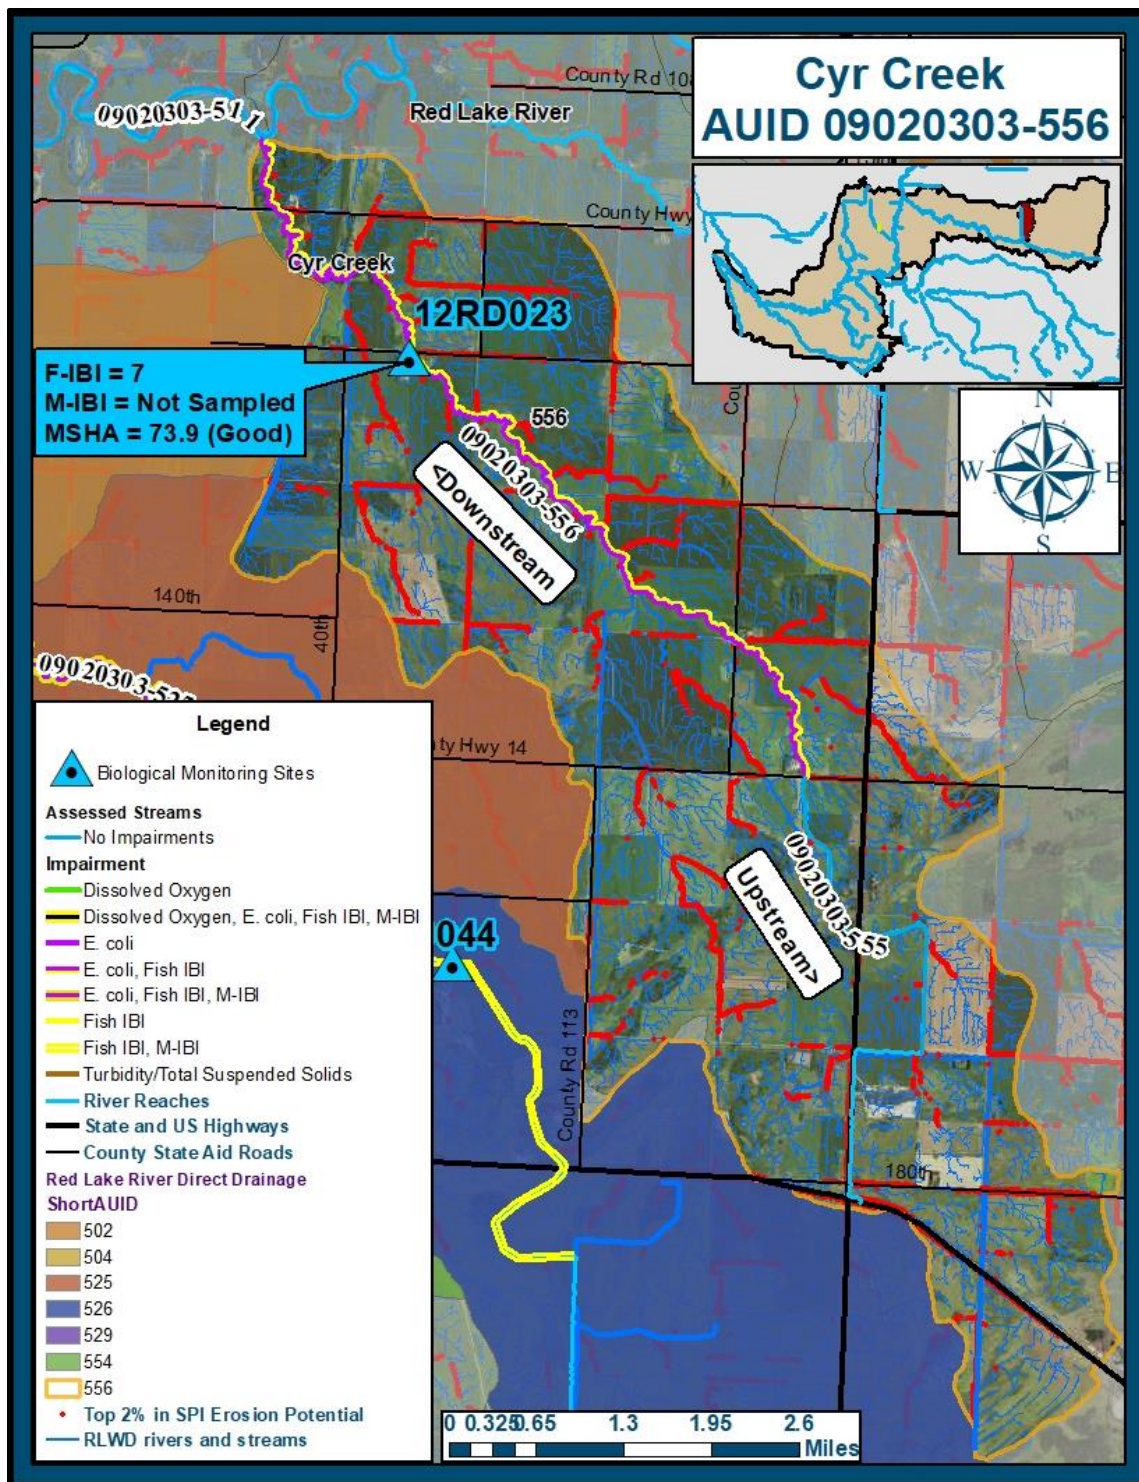 Cyr Creek
AUID 09020303-556
County Rd 108
09020303-511
Red Lake River
County Hwy
Cyr Creek
12RD023
F-IBI = 7
M-IBI = Not Sampled
MSHA = 73.9 (Good)
556
09020303-556
<Downstream
N
W E
S
140th
40th
09020303-525
ty Hwy 14
09020303-555
Upstream>
044
County Rd 113
180th
Legend
Biological Monitoring Sites
Assessed Streams
No Impairments
Impairment
Dissolved Oxygen
Dissolved Oxygen, E. coli, Fish IBI, M-IBI
E. coli
E. coli, Fish IBI
E. coli, Fish IBI, M-IBI
Fish IBI
Fish IBI, M-IBI
Turbidity/Total Suspended Solids
River Reaches
State and US Highways
County State Aid Roads
Red Lake River Direct Drainage
ShortAUID
502
504
525
526
529
554
556
Top 2% in SPI Erosion Potential
RLWD rivers and streams
0 0.325 0.65 1.3 1.95 2.6
Miles